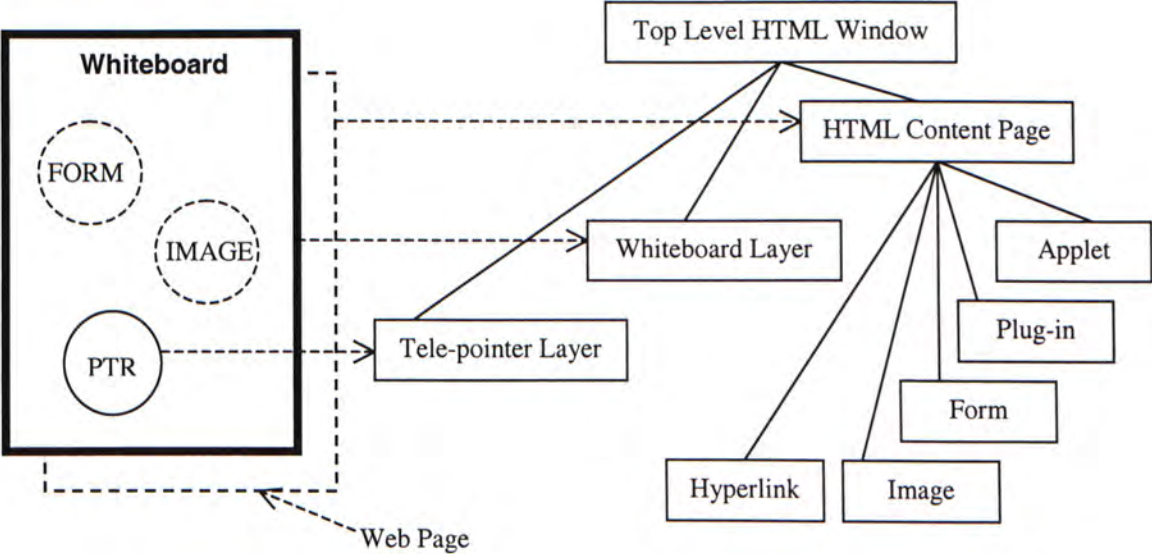 Top Level HTML Window
Whiteboard
HTML Content Page
FORM
IMAGE
Whiteboard Layer
Applet
Plug-in
PTR
Tele-pointer Layer
Form
Hyperlink
Image
Web Page